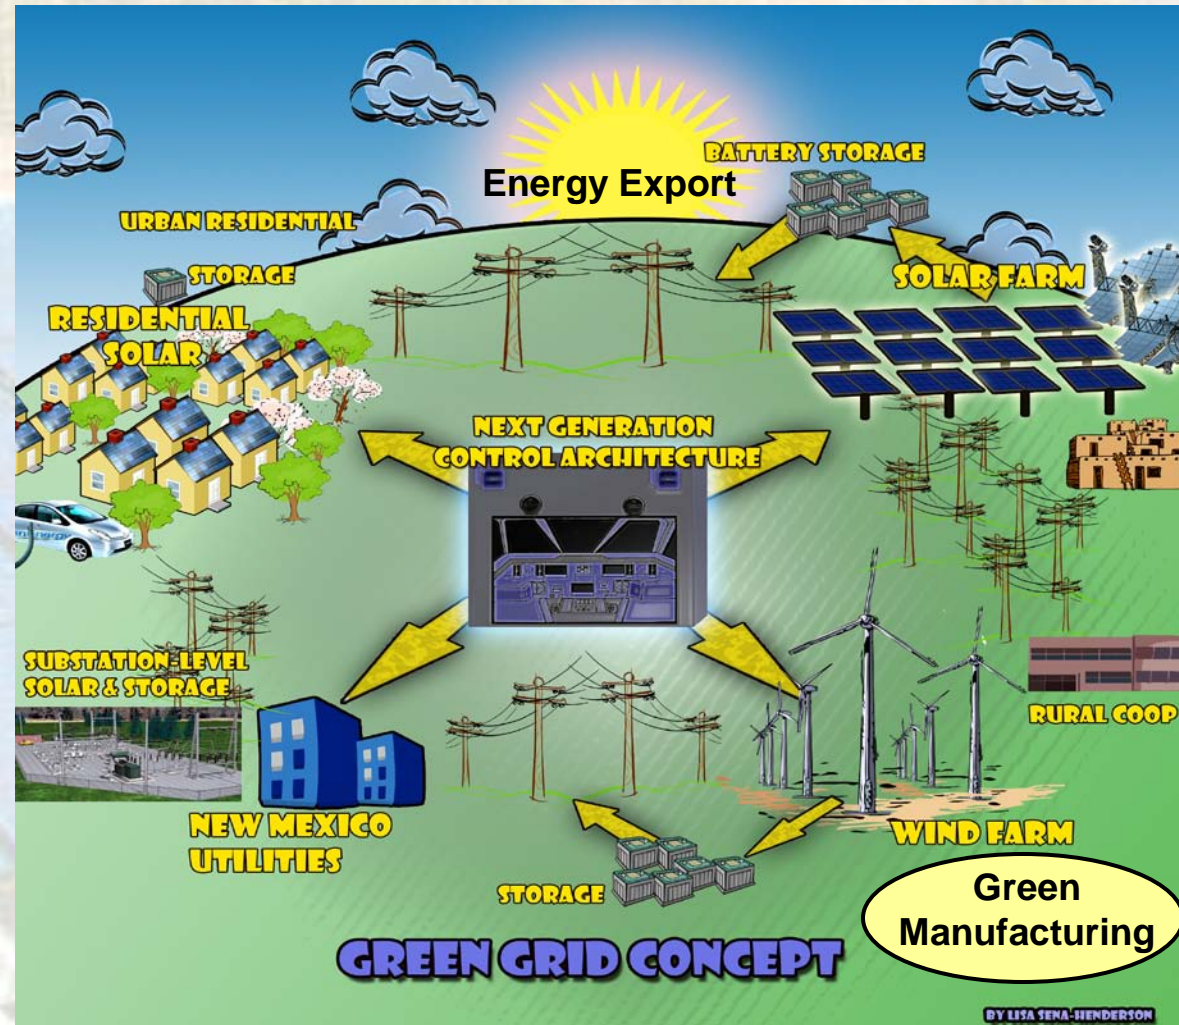 BATTERY STORAGE
Energy Export
URBAN RESIDENTIAL
STORAGE
SOLAR FARM
RESIDENTIAL
SOLAR
NEXT GENERATION
CONTROL ARCHITECTURE
SUBSTATION-LEVEL
SOLAR & STORAGE
RURAL COOP
NEW MEXICO
UTILITIES
WIND FARM
STORAGE
Green
Manufacturing
GREEN GRID CONCEPT
BY LISA SENA-HENDERSON